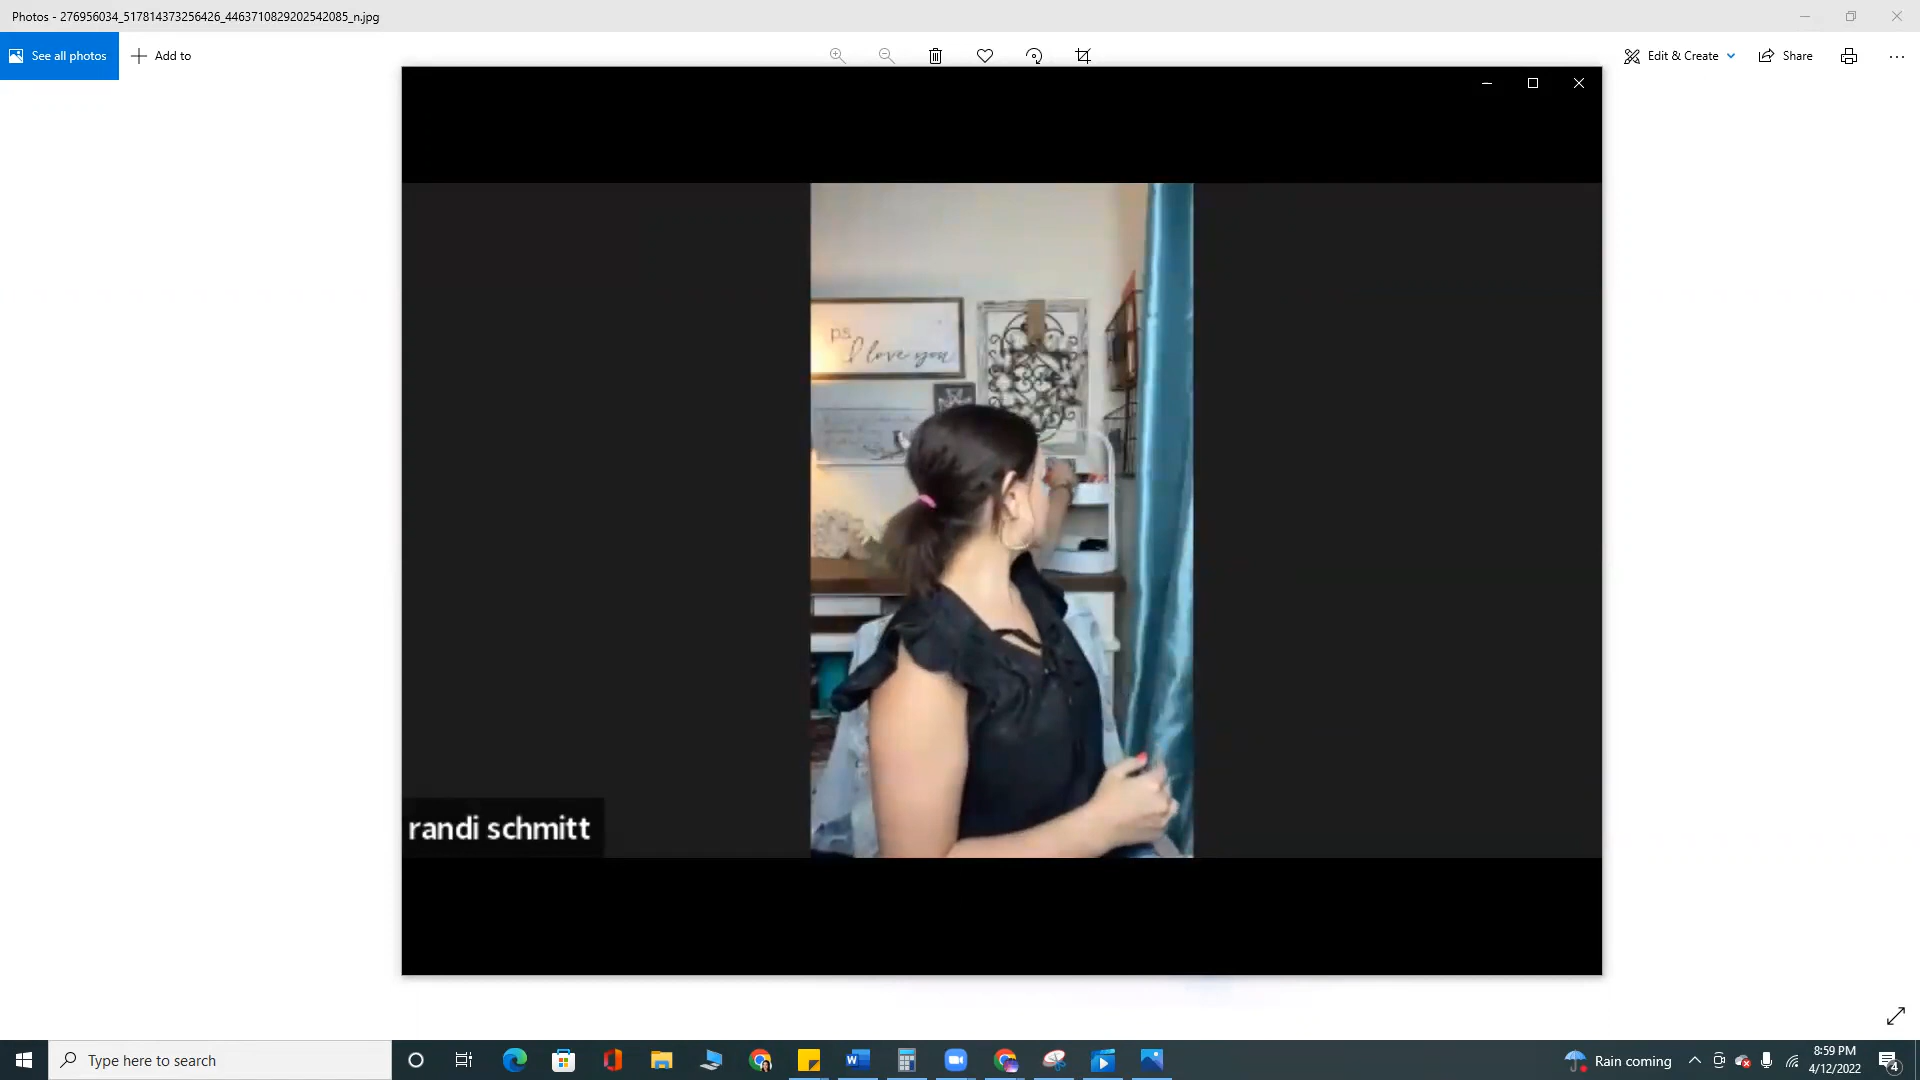 Photos - 276956034_517814373256426_4463710829202542085_n.jpg
See all photos
Add to
Edit & Create
Share
p.s.
I love you
randi schmitt
Type here to search
Rain coming
8:59 PM
4/12/2022
4